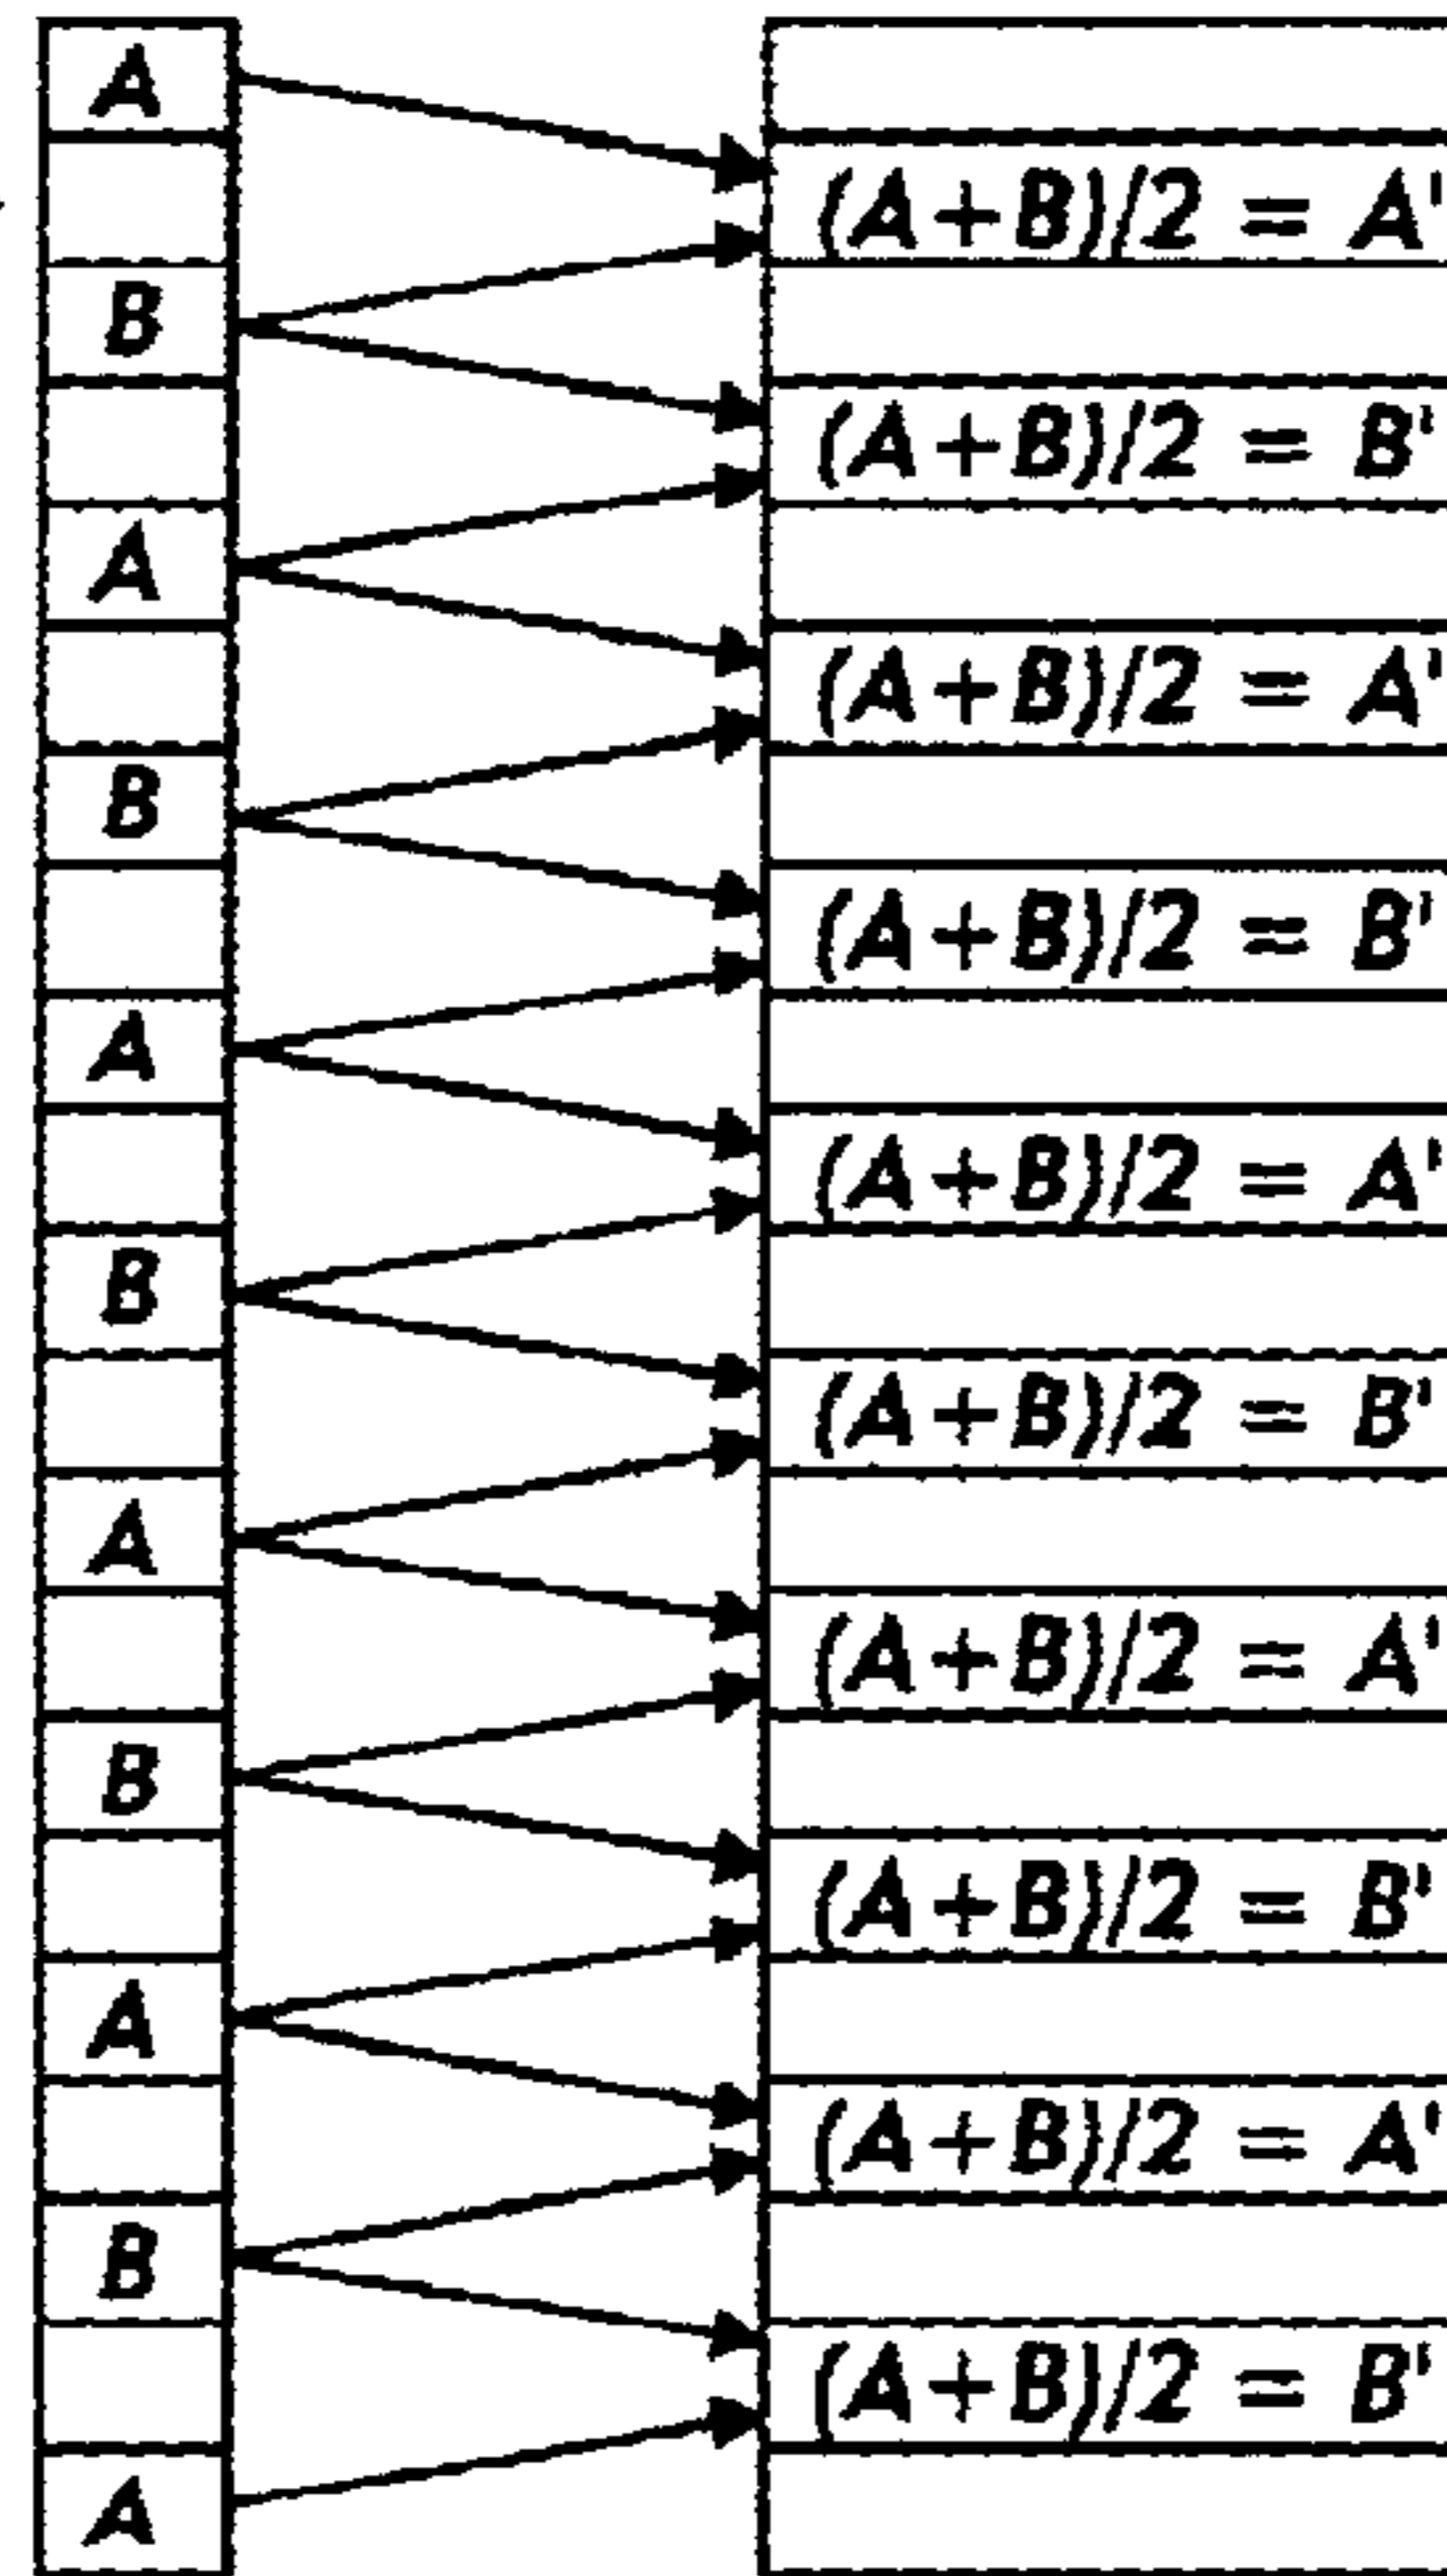 A
(A+B)/2 = A'
B
(A+B)/2 = B'
A
(A+B)/2 = A'
B
(A+B)/2 = B'
A
(A+B)/2 = A'
B
(A+B)/2 = B'
A
(A+B)/2 = A'
B
(A+B)/2 = B'
A
(A+B)/2 = A'
B
(A+B)/2 = B'
A